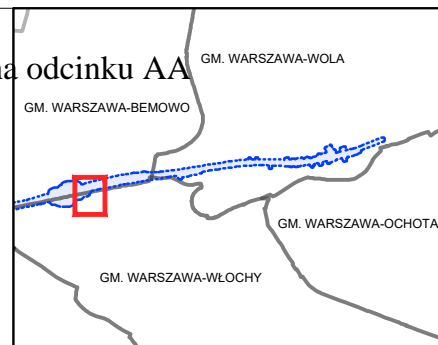 na odcinku AA
GM. WARSZAWA-WOLA
GM. WARSZAWA-BEMOWO
GM. WARSZAWA-OCHOTA
GM. WARSZAWA-WŁOCHY